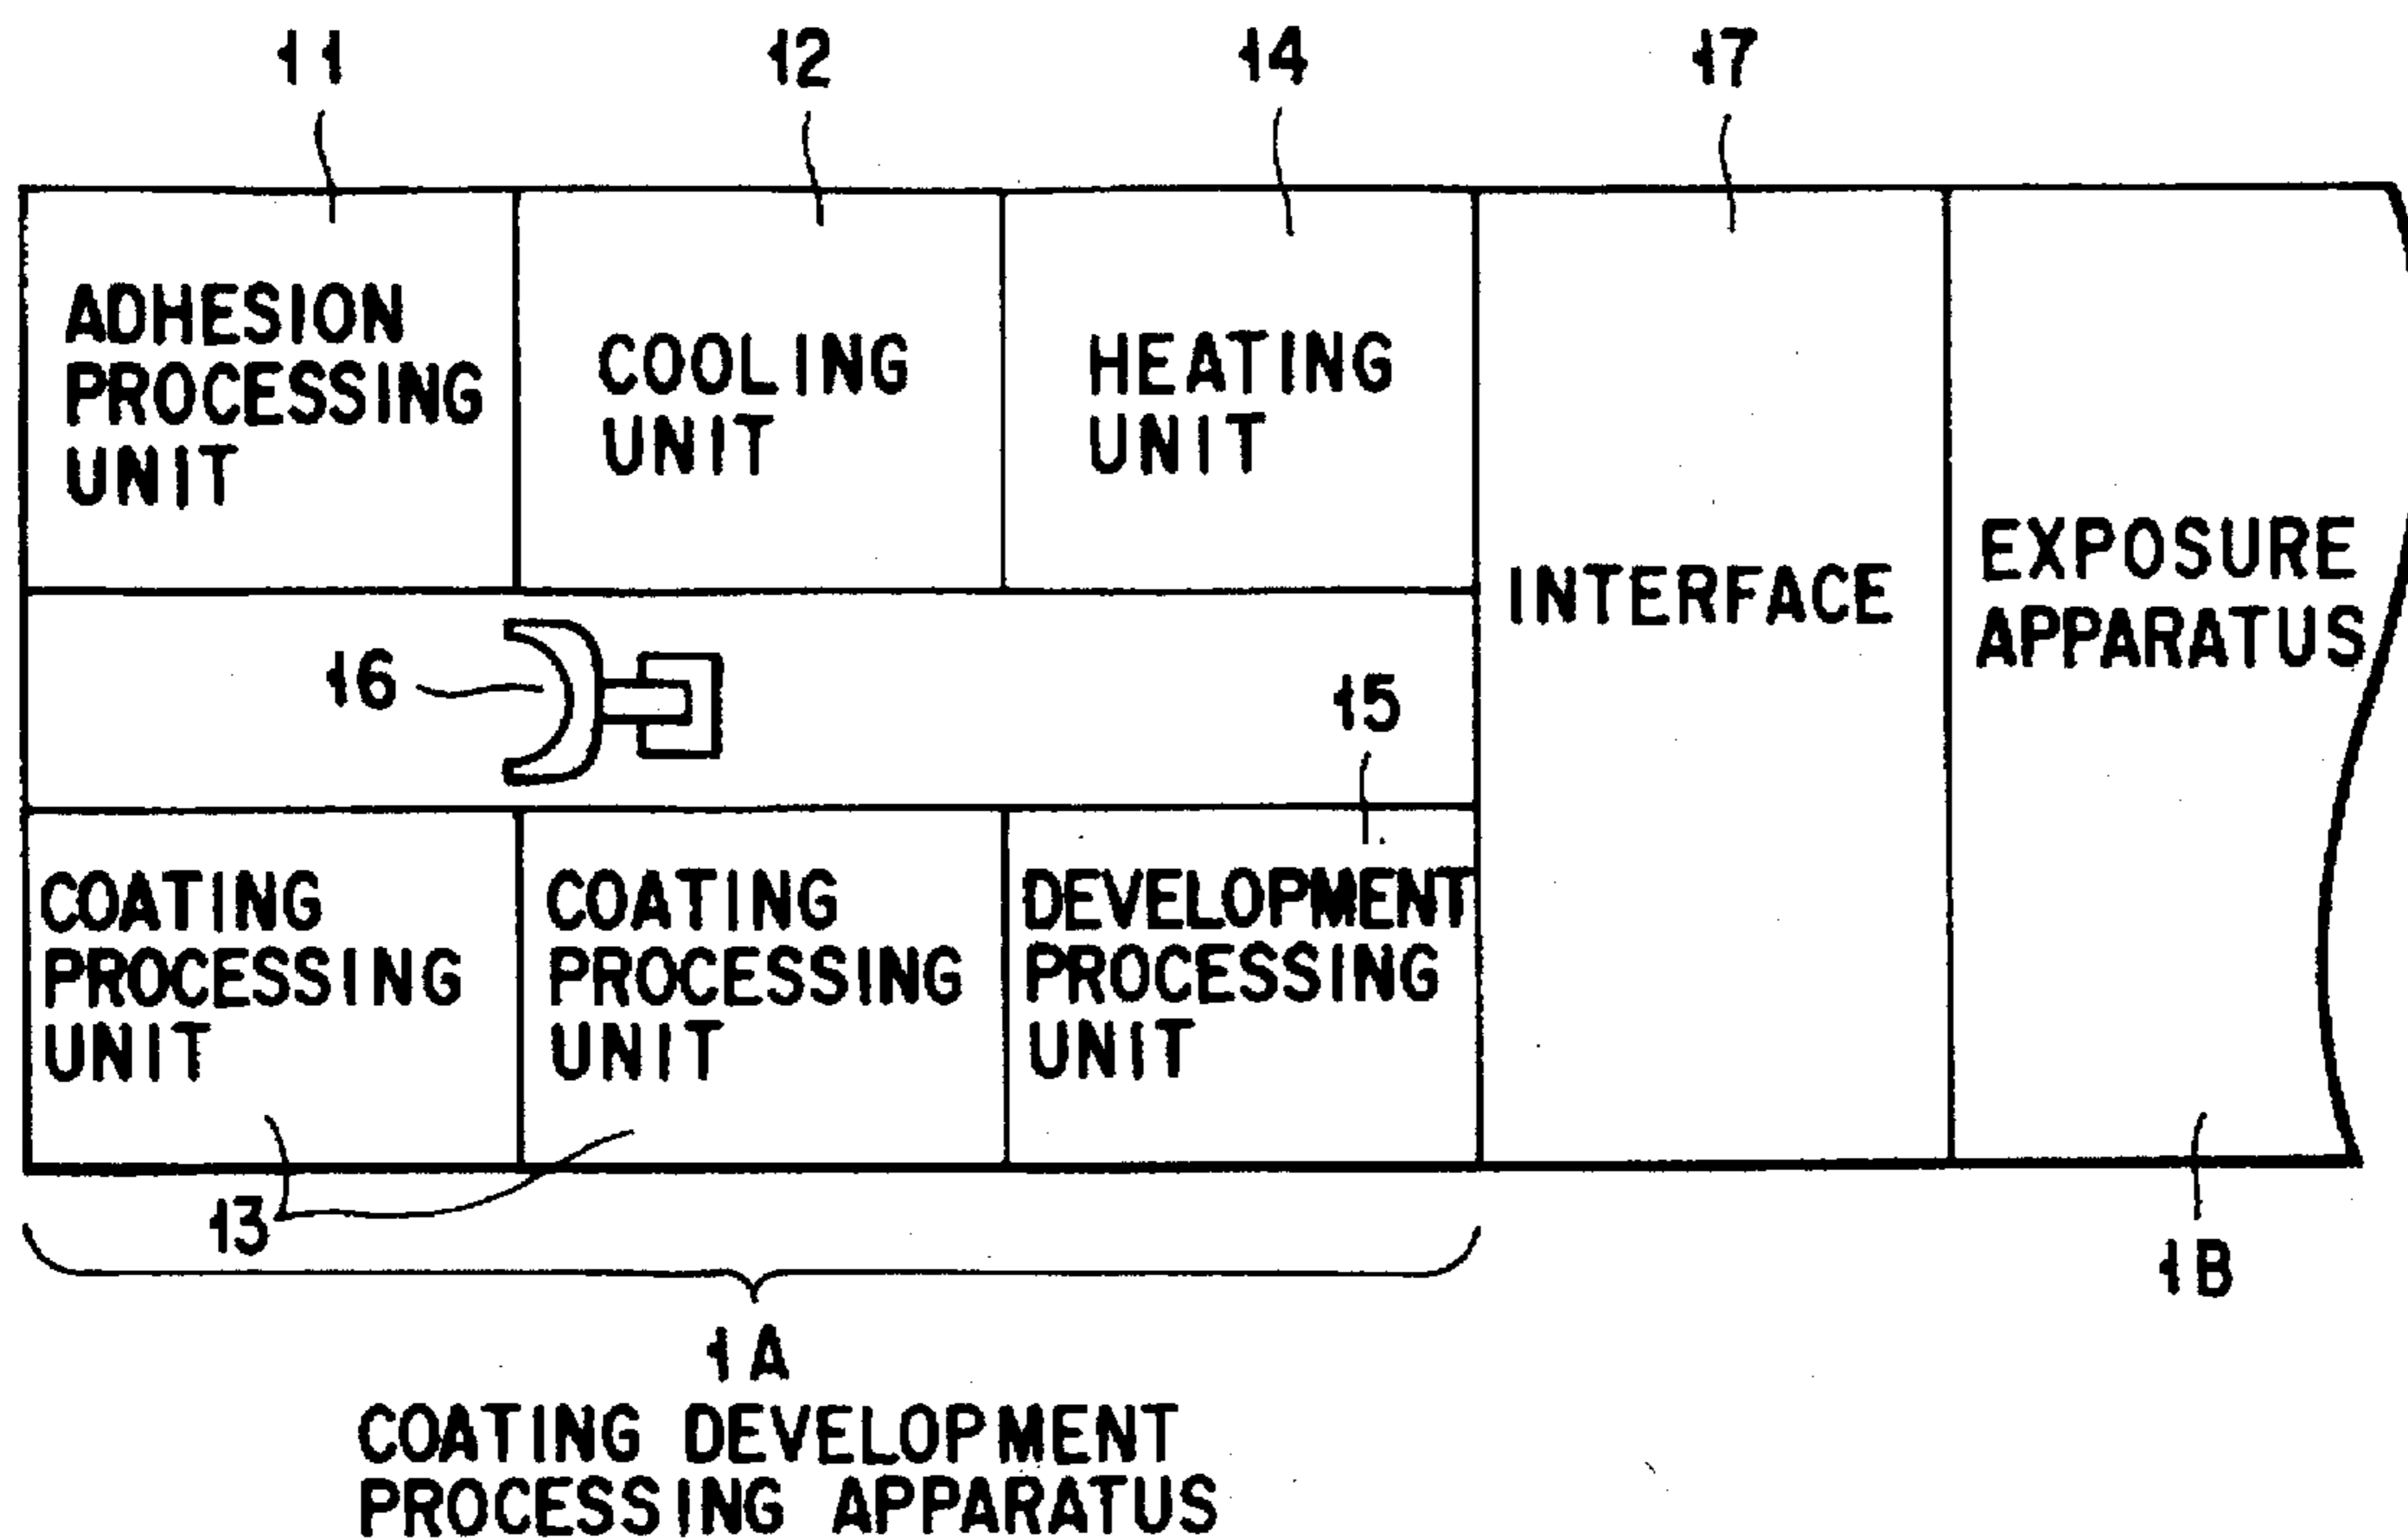 11
12
14
17
ADHESION
PROCESSING
UNIT
COOLING
UNIT
HEATING
UNIT
INTERFACE
EXPOSURE
APPARATUS
16
15
COATING
PROCESSING
UNIT
COATING
PROCESSING
UNIT
DEVELOPMENT
PROCESSING
UNIT
13
1B
1A
COATING DEVELOPMENT
PROCESSING APPARATUS